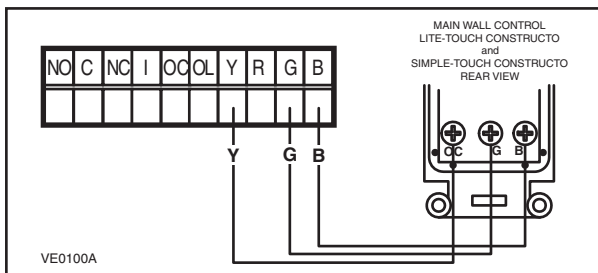 MAIN WALL CONTROL
LITE-TOUCH CONSTRUCTO
and
SIMPLE-TOUCH CONSTRUCTO
REAR VIEW
NO C NC I OC OL Y R G B
OC G B
Y G B
VE0100A